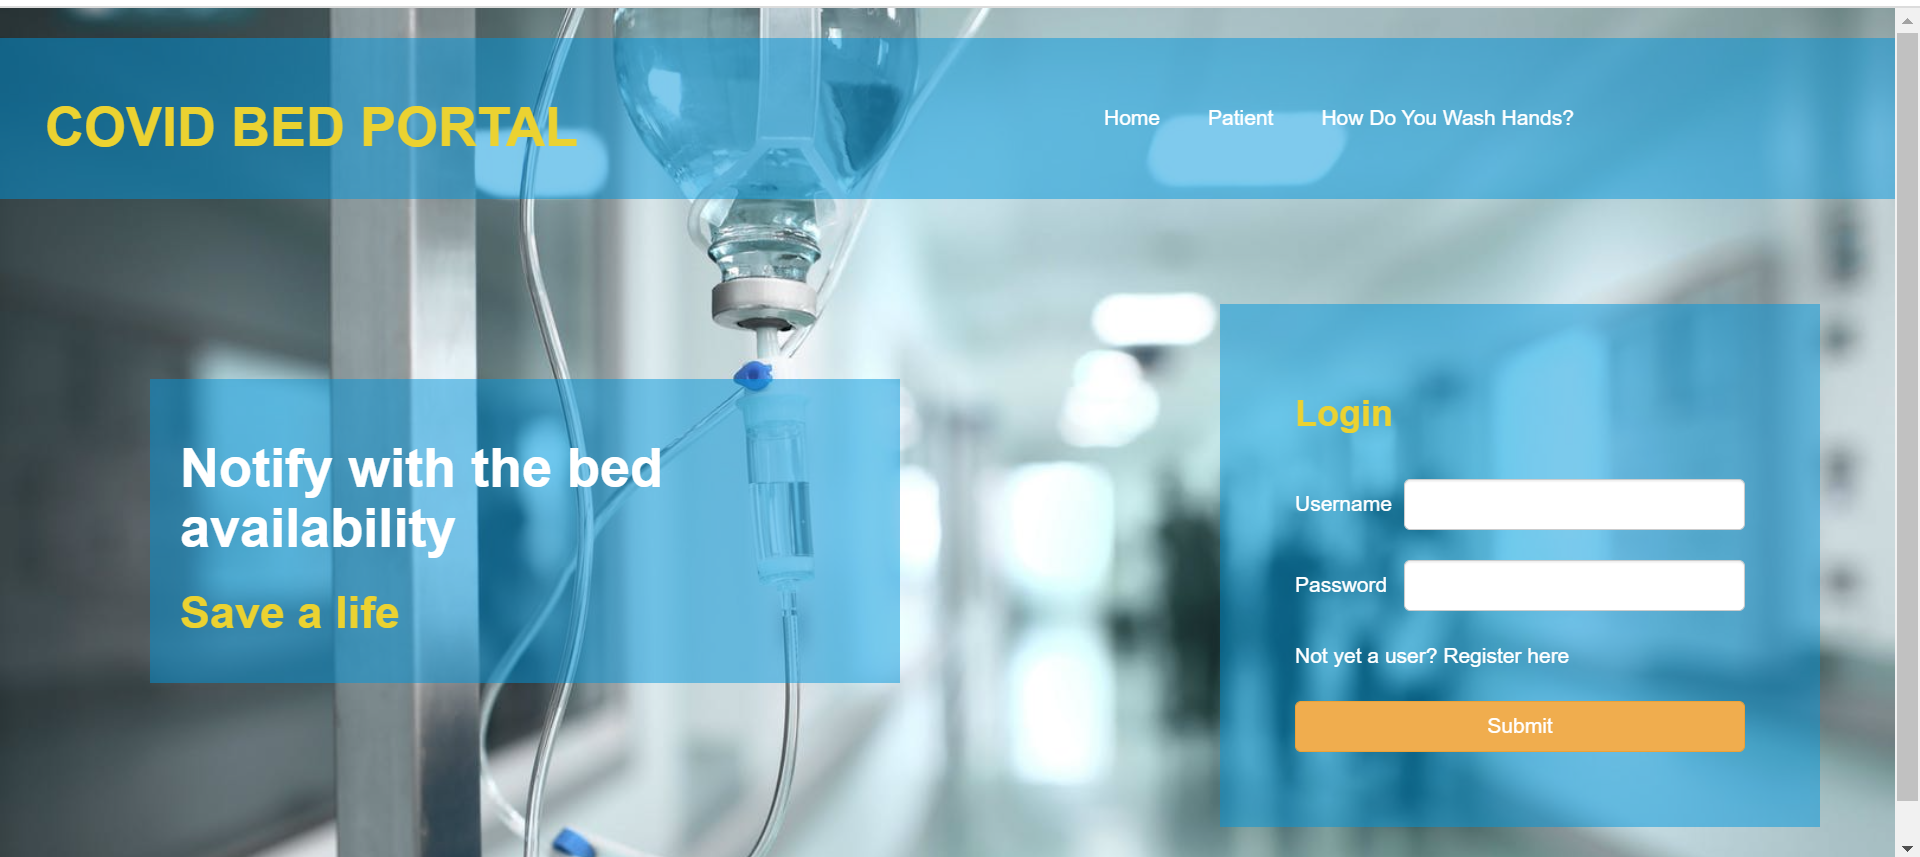 COVID BED PORTAL
Home Patient How Do You Wash Hands?
Notify with the bed
availability
Save a life
Login
Username
Password
Not yet a user? Register here
Submit